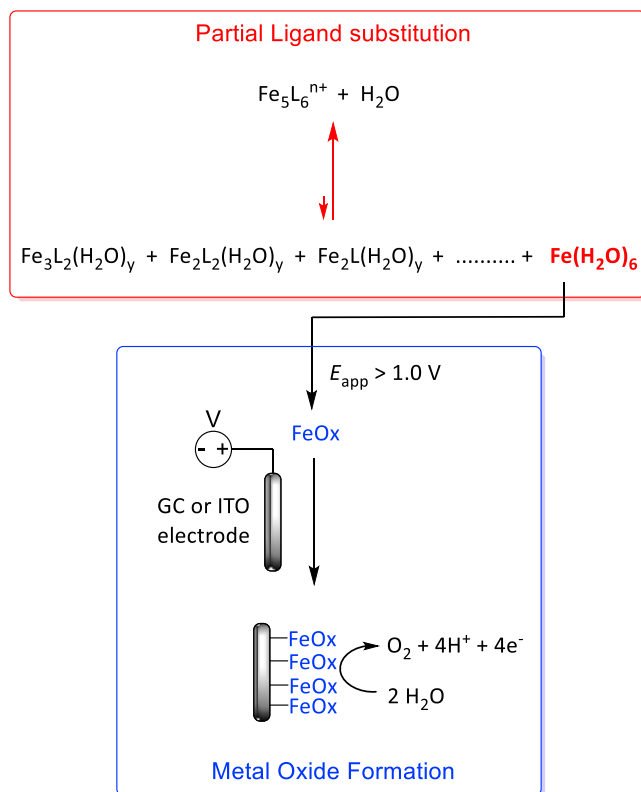 Partial Ligand substitution
Fe₅L₆ⁿ⁺ + H₂O
Fe₃L₂(H₂O)ᵧ + Fe₂L₂(H₂O)ᵧ + Fe₂L(H₂O)ᵧ + .......... + Fe(H₂O)₆
E_app > 1.0 V
FeOx
V
- +
GC or ITO
electrode
FeOx
FeOx
FeOx
FeOx
O₂ + 4H⁺ + 4e⁻
2 H₂O
Metal Oxide Formation